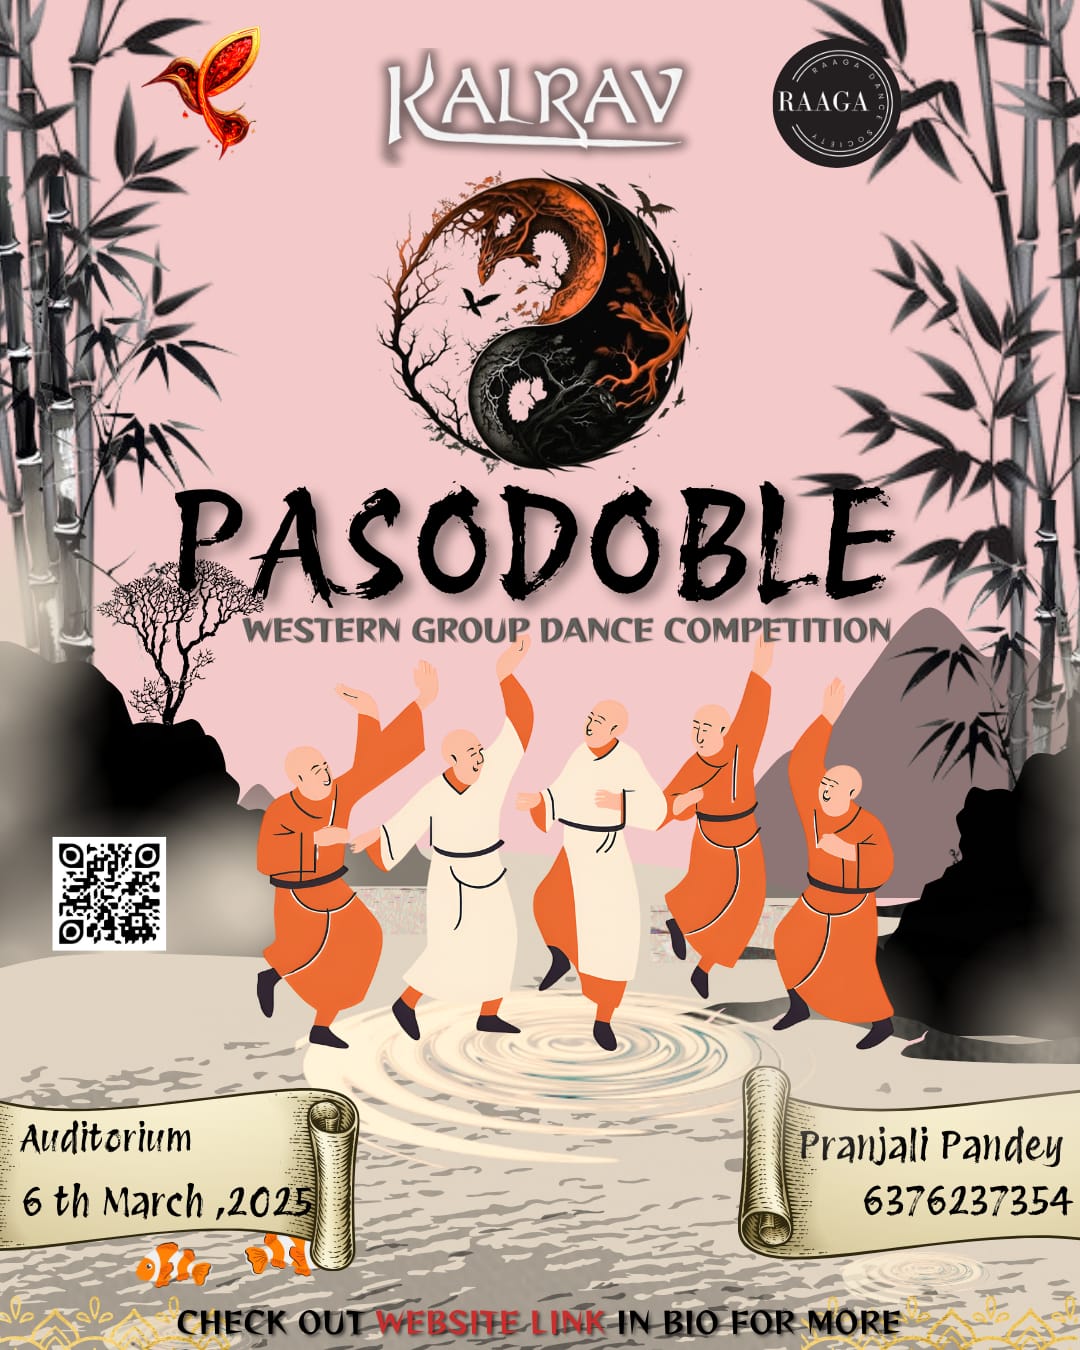 KALRAV
RAAGA DANCE SOCIETY
RAAGA
PASODOBLE
WESTERN GROUP DANCE COMPETITION
Auditorium
6 th March ,2025
Pranjali Pandey
6376237354
CHECK OUT WEBSITE LINK IN BIO FOR MORE